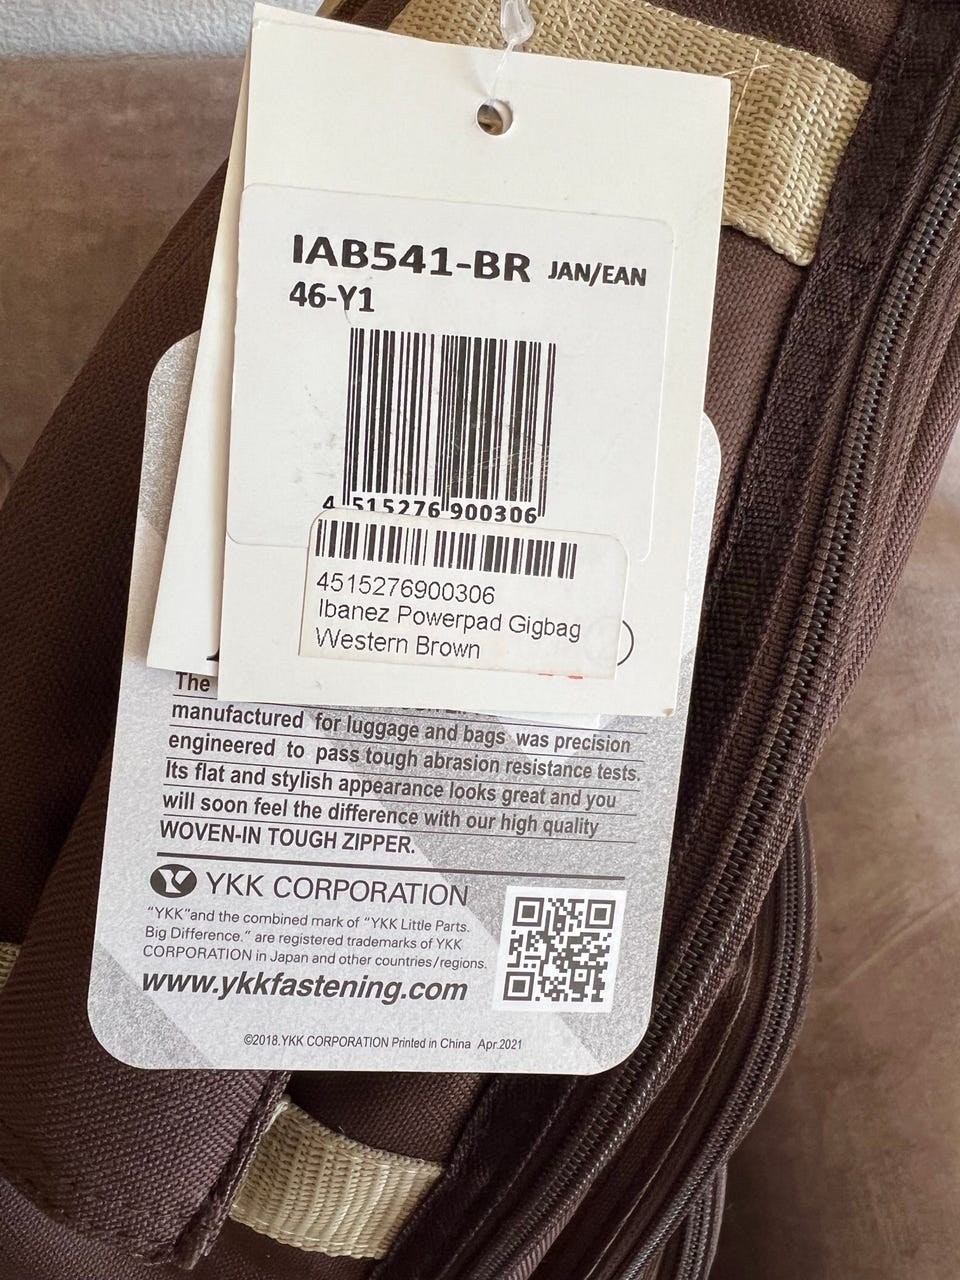 IAB541-BR JAN/EAN
46-Y1
4 515276 900306
4515276900306
Ibanez Powerpad Gigbag
Western Brown
The
manufactured for luggage and bags was precision
engineered to pass tough abrasion resistance tests.
Its flat and stylish appearance looks great and you
will soon feel the difference with our high quality
WOVEN-IN TOUGH ZIPPER.
YKK CORPORATION
"YKK"and the combined mark of "YKK Little Parts.
Big Difference." are registered trademarks of YKK
CORPORATION in Japan and other countries/regions.
www.ykkfastening.com
©2018.YKK CORPORATION Printed in China Apr.2021